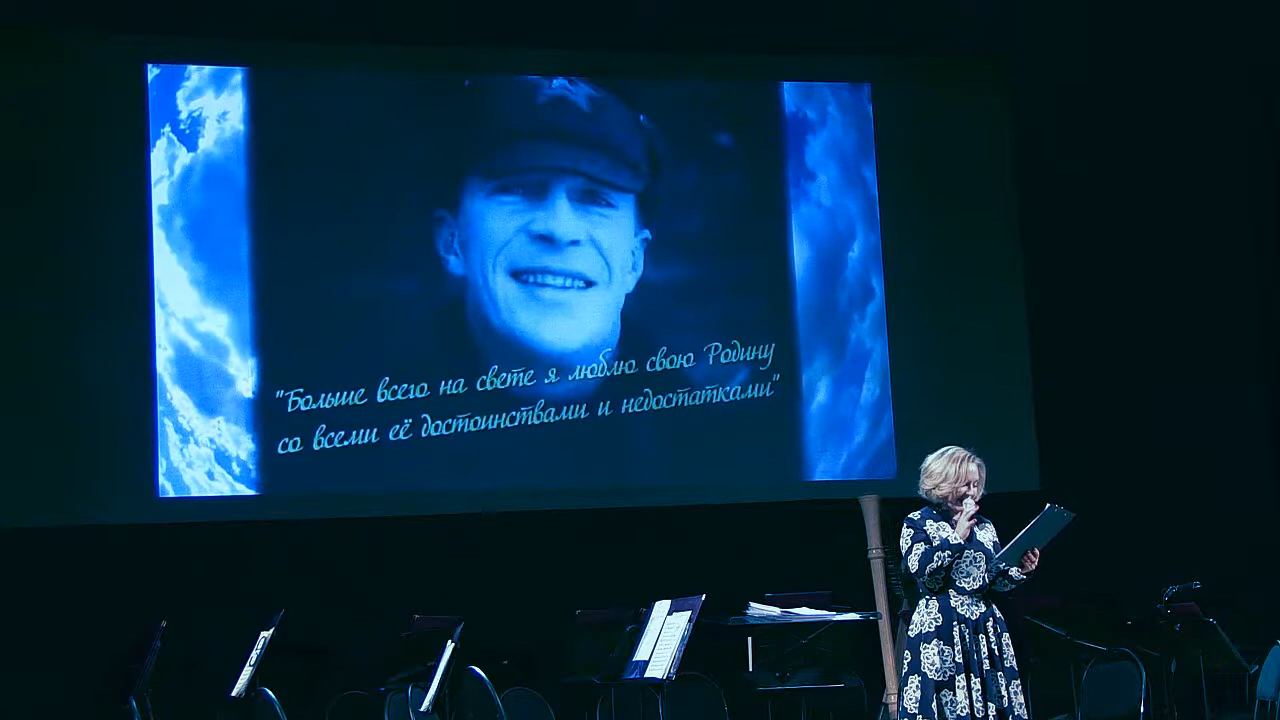 "Больше всего на свете я люблю свою Родину
со всеми её достоинствами и недостатками"